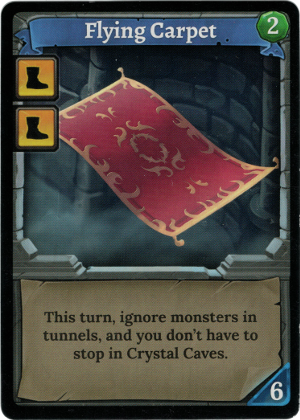 Flying Carpet
2
This turn, ignore monsters in
tunnels, and you don't have to
stop in Crystal Caves.
6